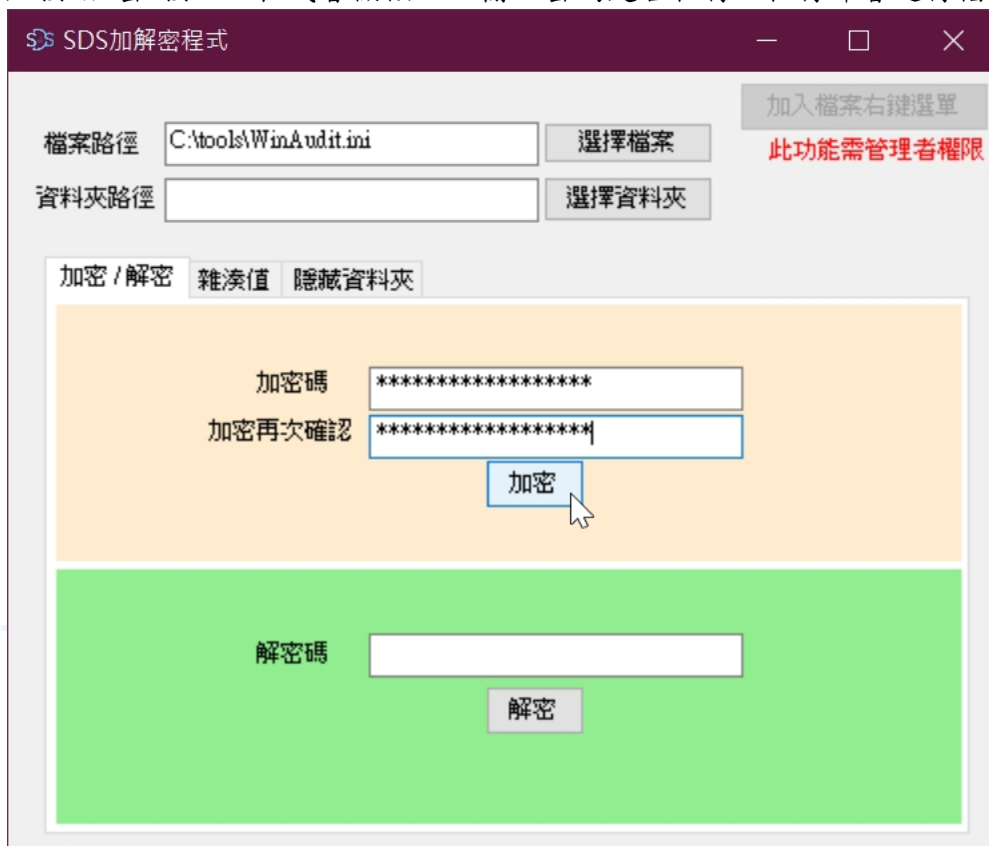 SDS加解密程式
加入檔案右鍵選單
檔案路徑 C:\tools\WinAudit.ini 選擇檔案 此功能需管理者權限
資料夾路徑 選擇資料夾
加密 / 解密 雜湊值 隱藏資料夾
加密碼 ******************
加密再次確認 ******************
加密
解密碼
解密